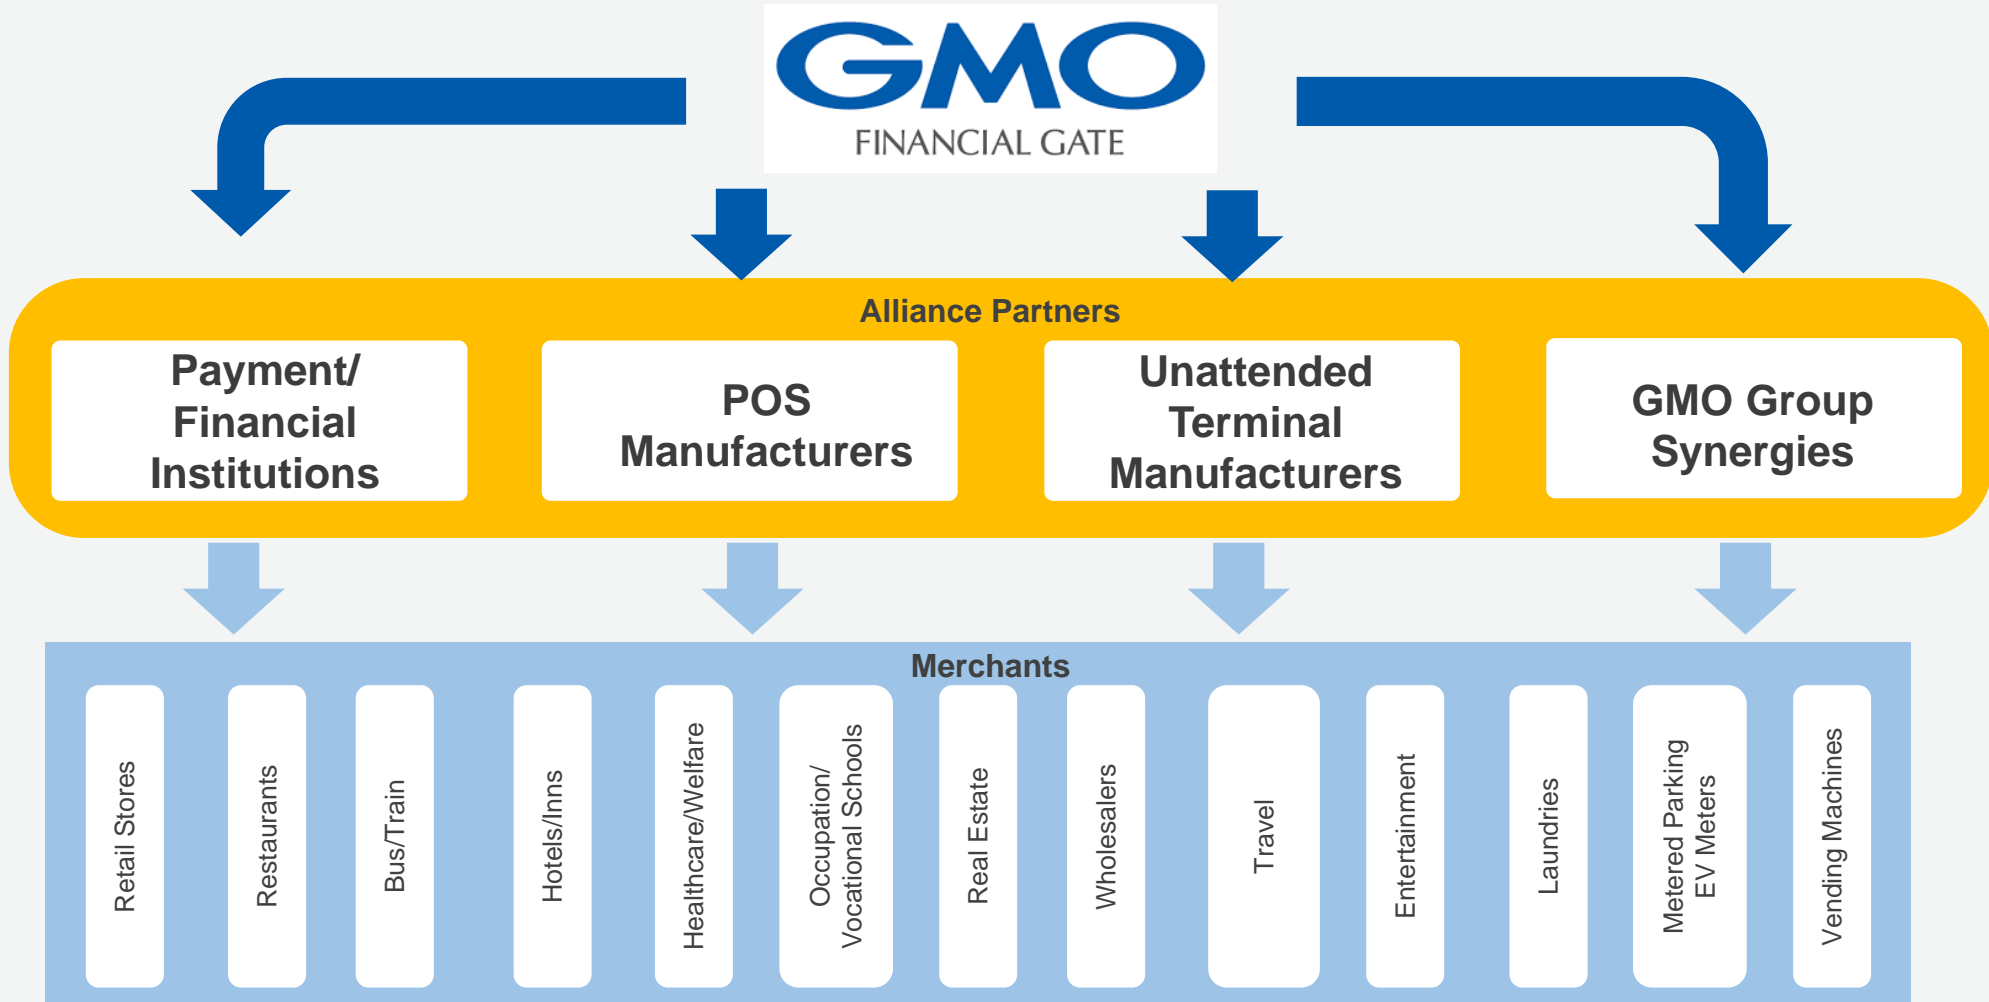 GMO
FINANCIAL GATE
Alliance Partners
Payment/
Financial
Institutions
POS
Manufacturers
Unattended
Terminal
Manufacturers
GMO Group
Synergies
Merchants
Retail Stores
Restaurants
Bus/Train
Hotels/Inns
Healthcare/Welfare
Occupation/
Vocational Schools
Real Estate
Wholesalers
Travel
Entertainment
Laundries
Metered Parking
EV Meters
Vending Machines